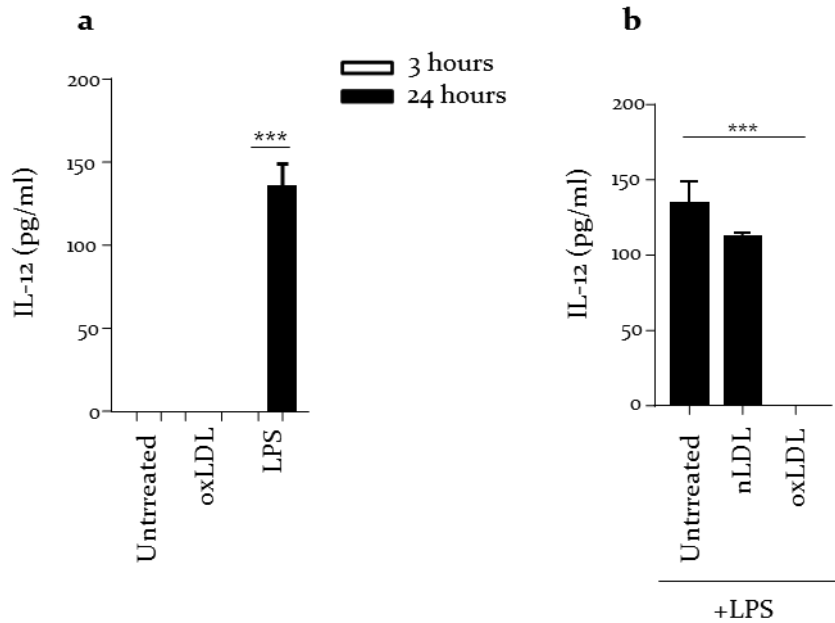 a
3 hours
24 hours
IL-12 (pg/ml)
200
150
100
50
0
***
Untrreated
oxLDL
LPS
b
IL-12 (pg/ml)
200
150
100
50
0
***
Untrreated
nLDL
oxLDL
+LPS